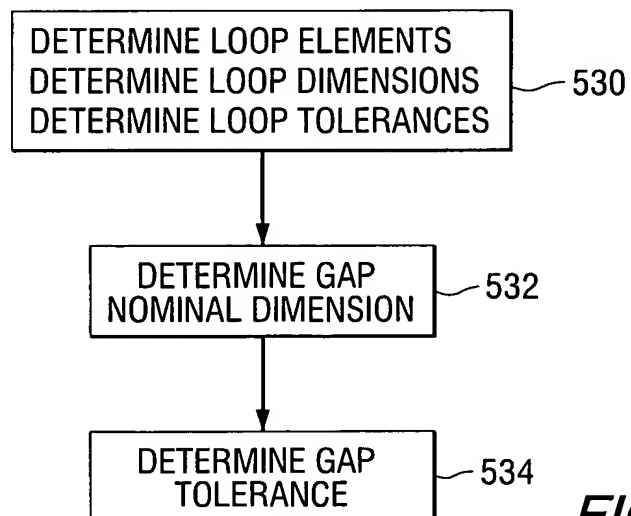 DETERMINE LOOP ELEMENTS
DETERMINE LOOP DIMENSIONS
DETERMINE LOOP TOLERANCES
530
DETERMINE GAP
NOMINAL DIMENSION
532
DETERMINE GAP
TOLERANCE
534